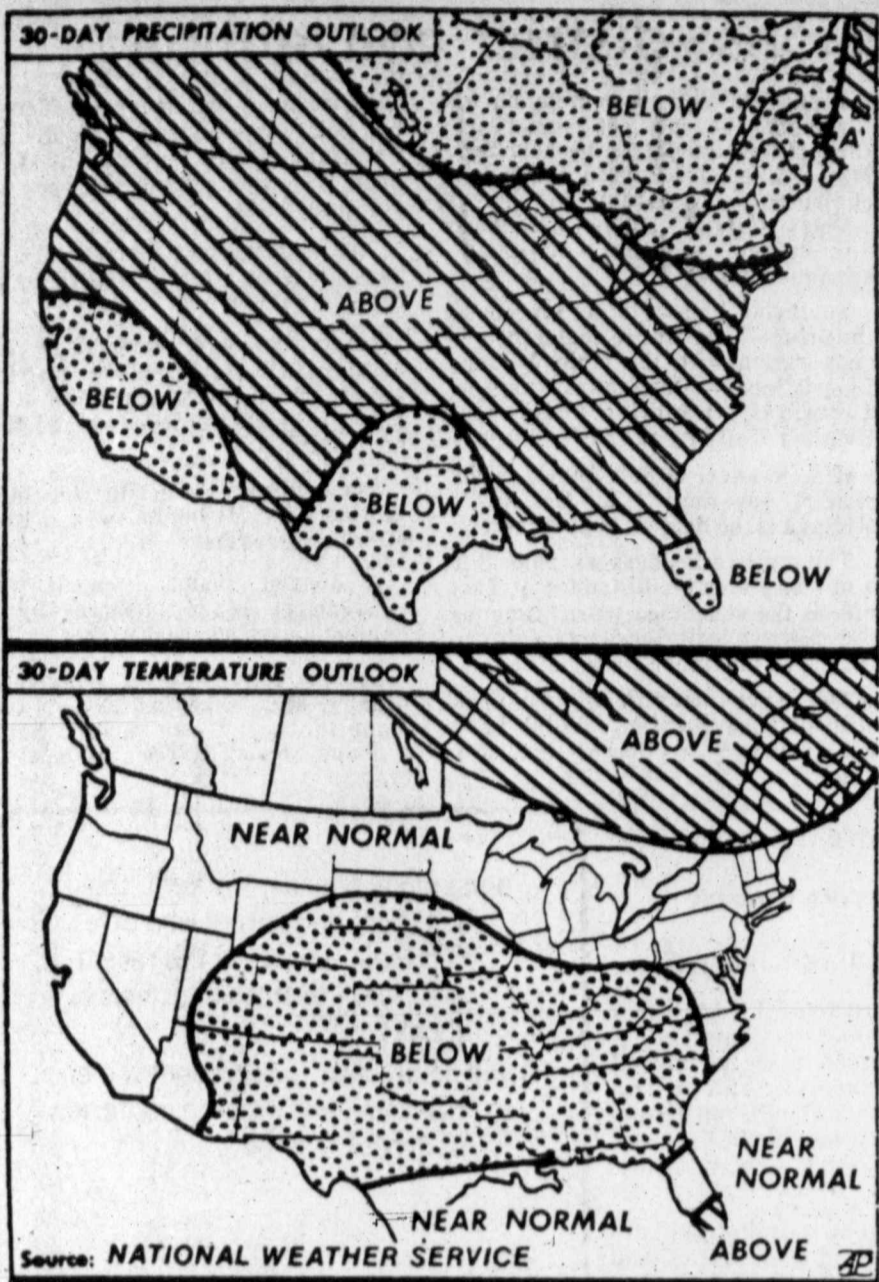 30-DAY PRECIPITATION OUTLOOK
BELOW
A
ABOVE
BELOW
BELOW
BELOW
30-DAY TEMPERATURE OUTLOOK
ABOVE
NEAR NORMAL
BELOW
NEAR
NORMAL
NEAR NORMAL
ABOVE
Source: NATIONAL WEATHER SERVICE
AP